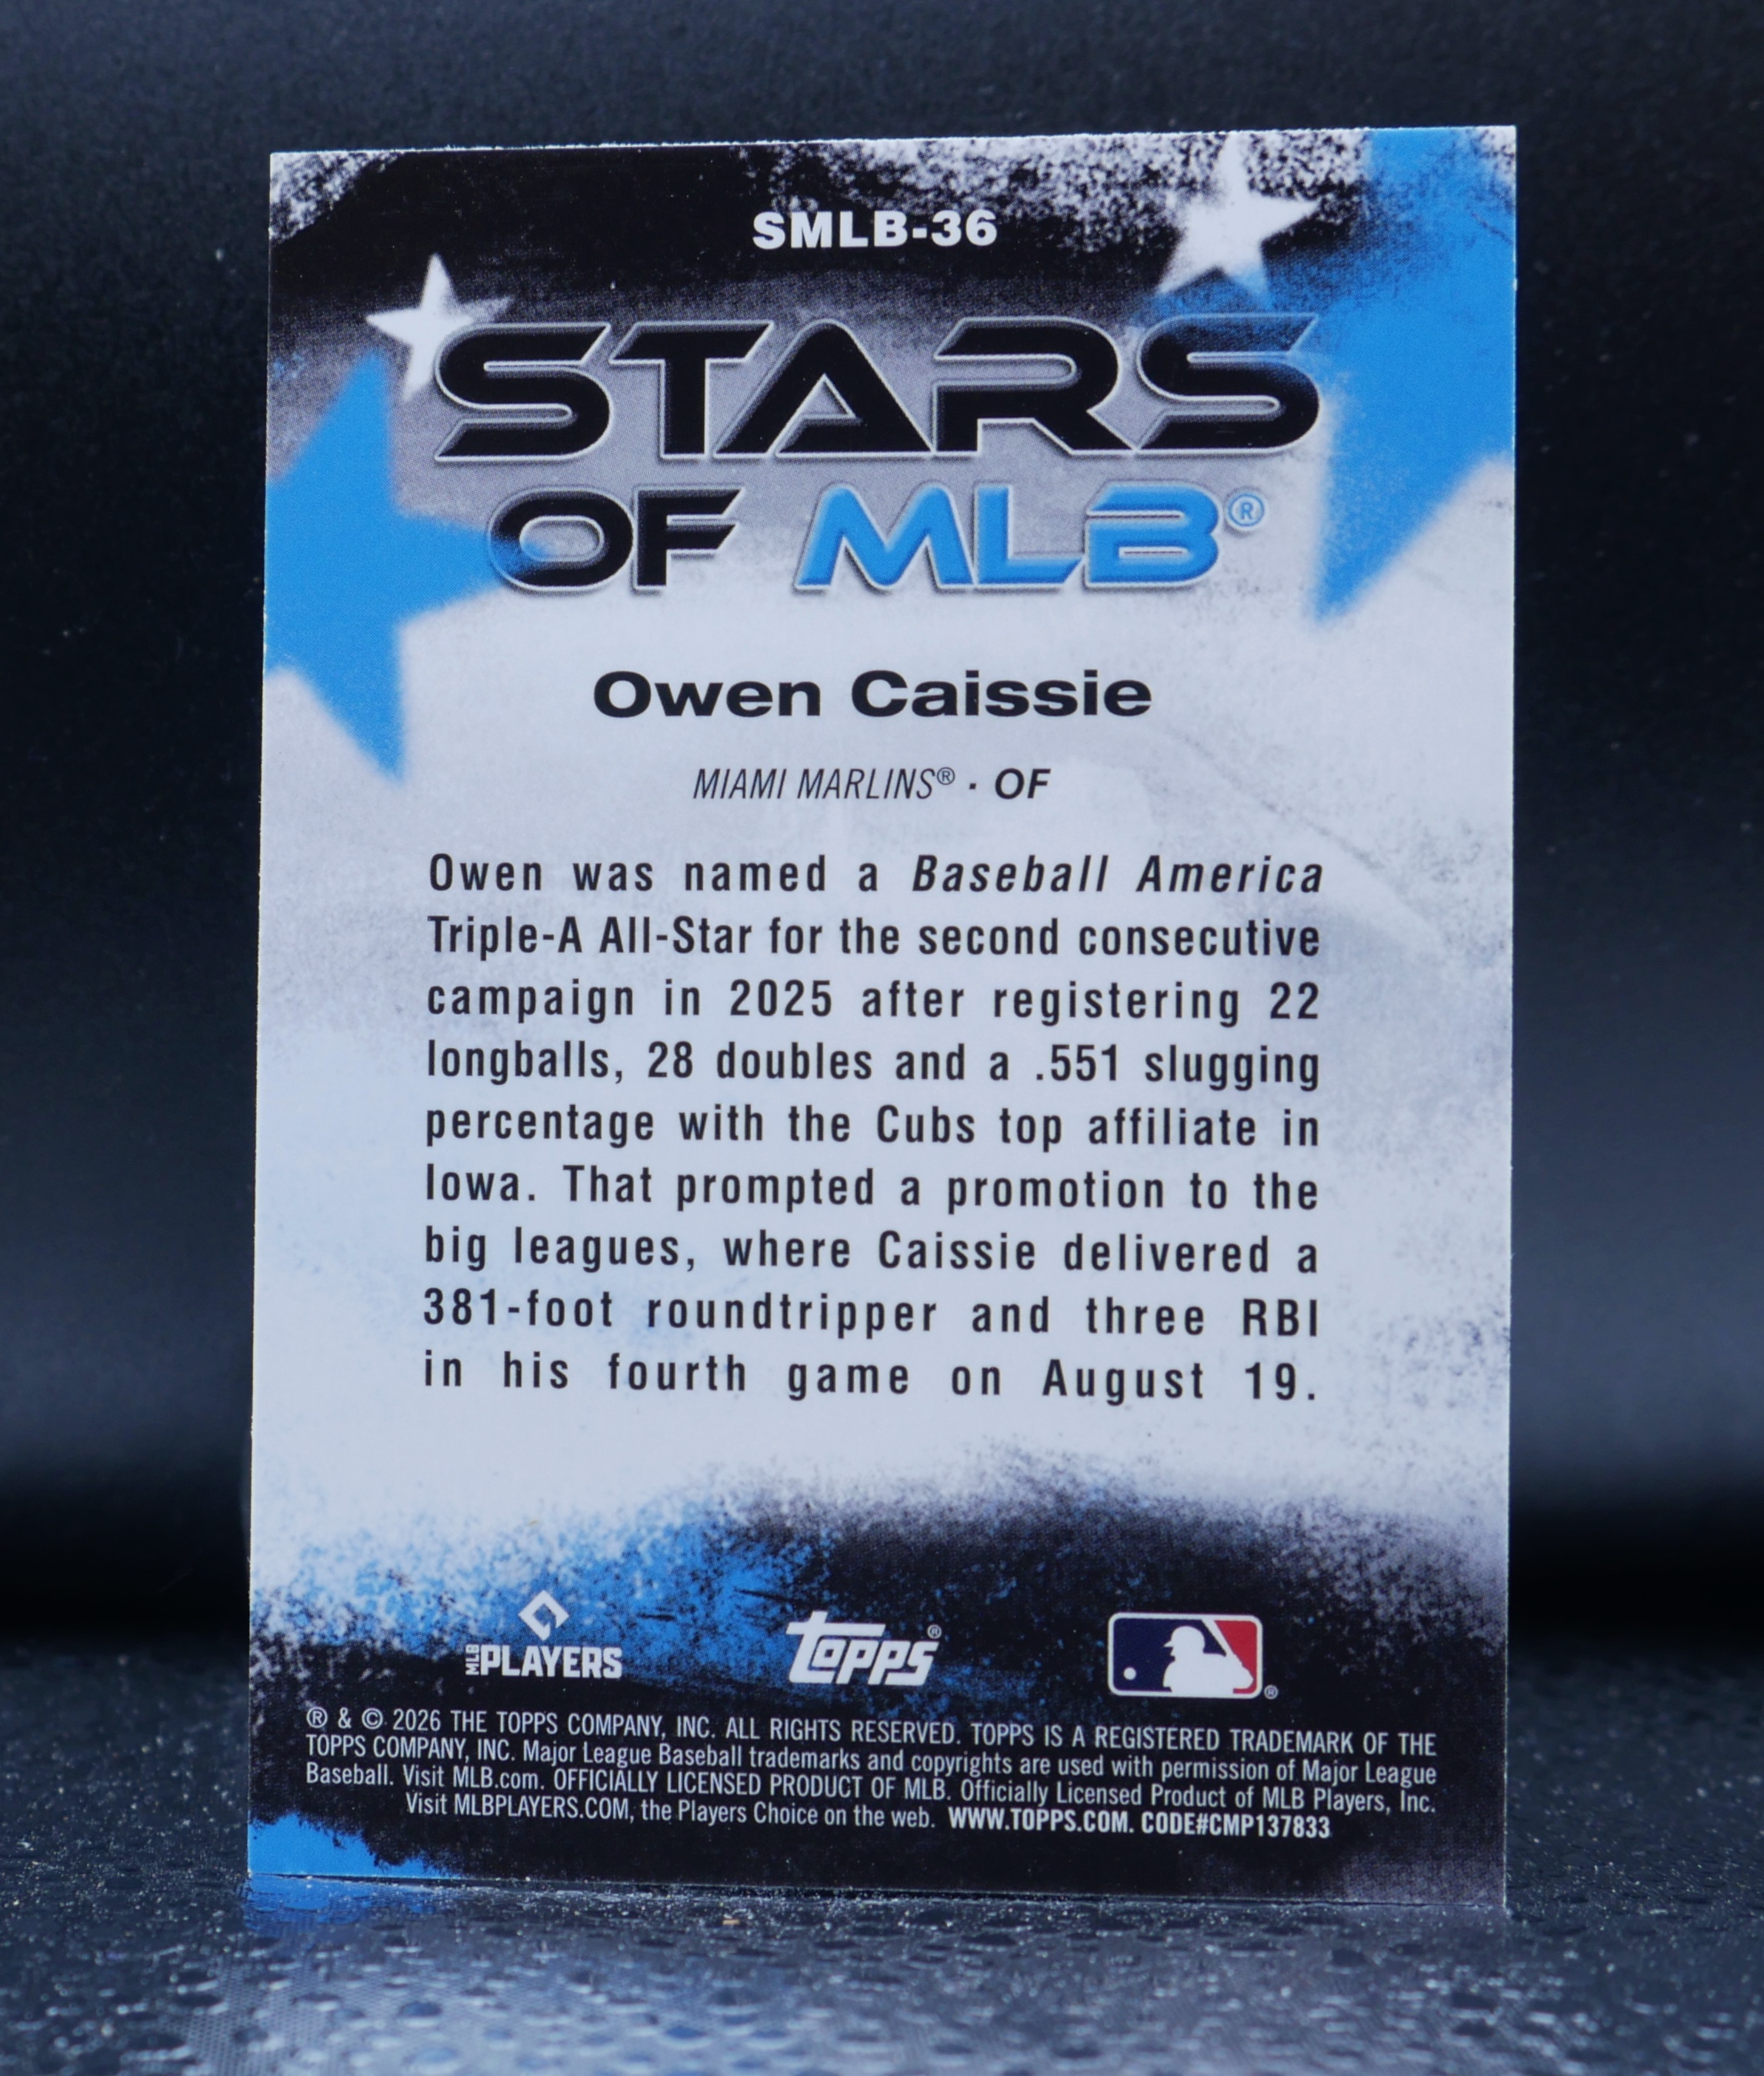 SMLB-36
STARS
OF MLB®
Owen Caissie
MIAMI MARLINS® · OF
Owen was named a Baseball America
Triple-A All-Star for the second consecutive
campaign in 2025 after registering 22
longballs, 28 doubles and a .551 slugging
percentage with the Cubs top affiliate in
Iowa. That prompted a promotion to the
big leagues, where Caissie delivered a
381-foot roundtripper and three RBI
in his fourth game on August 19.
MLB PLAYERS
topps®
®
® & © 2026 THE TOPPS COMPANY, INC. ALL RIGHTS RESERVED. TOPPS IS A REGISTERED TRADEMARK OF THE
TOPPS COMPANY, INC. Major League Baseball trademarks and copyrights are used with permission of Major League
Baseball. Visit MLB.com. OFFICIALLY LICENSED PRODUCT OF MLB. Officially Licensed Product of MLB Players, Inc.
Visit MLBPLAYERS.COM, the Players Choice on the web. WWW.TOPPS.COM. CODE#CMP137833